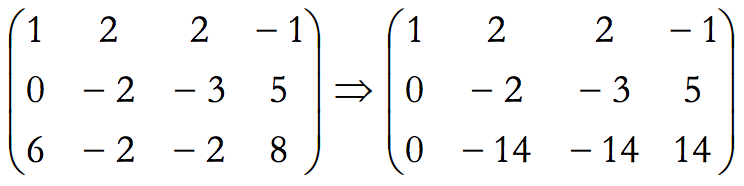 ( 1 2 2 − 1 ) ( 1 2 2 − 1 )
( 0 − 2 − 3 5 ) ⇒ ( 0 − 2 − 3 5 )
( 6 − 2 − 2 8 ) ( 0 − 14 − 14 14 )